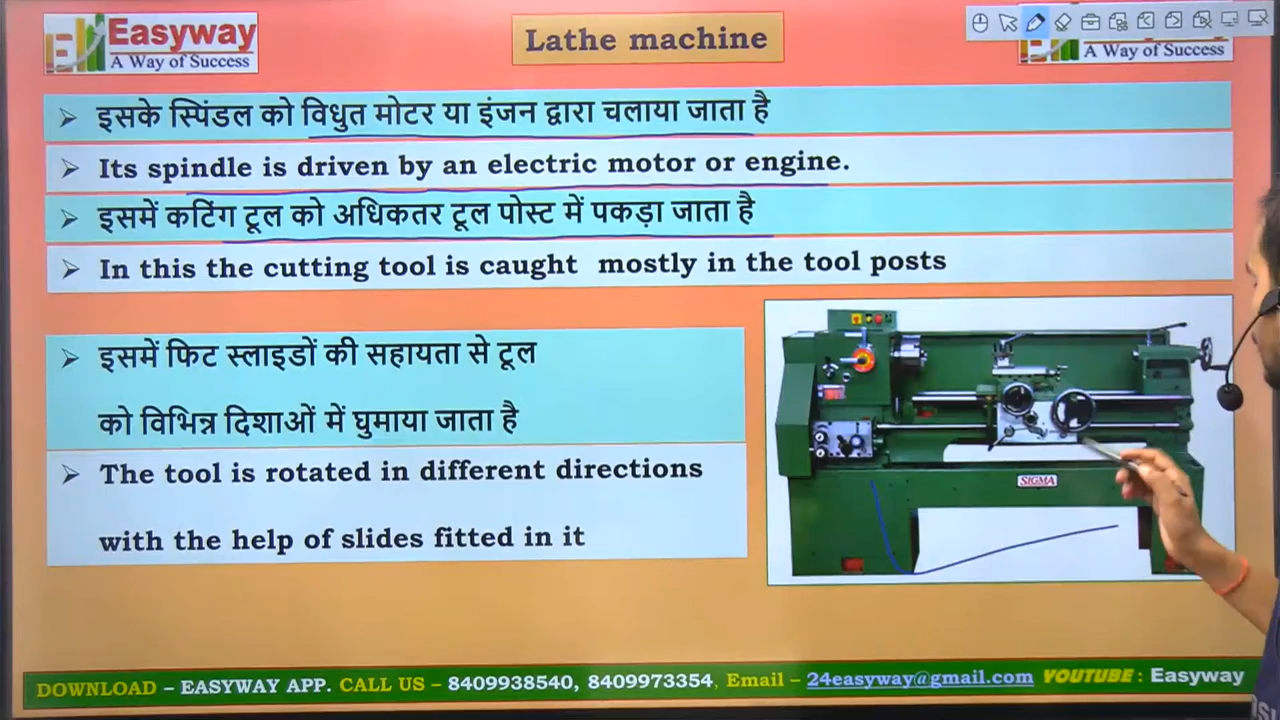 Easyway
A Way of Success
Lathe machine
A Way of Success
➢ इसके स्पिंडल को विधुत मोटर या इंजन द्वारा चलाया जाता है
➢ Its spindle is driven by an electric motor or engine.
➢ इसमें कटिंग टूल को अधिकतर टूल पोस्ट में पकड़ा जाता है
➢ In this the cutting tool is caught mostly in the tool posts
➢ इसमें फिट स्लाइडों की सहायता से टूल
को विभिन्न दिशाओं में घुमाया जाता है
➢ The tool is rotated in different directions
with the help of slides fitted in it
SIGMA
DOWNLOAD – EASYWAY APP. CALL US – 8409938540, 8409973354, Email – 24easyway@gmail.com YOUTUBE : Easyway